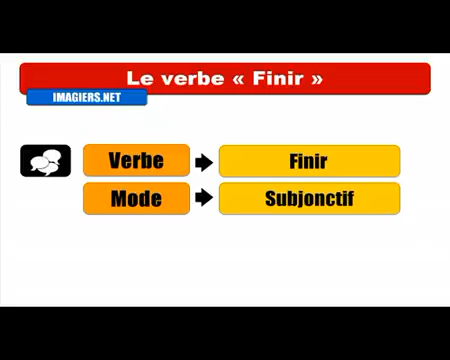 Le verbe « Finir »
IMAGIERS.NET
Verbe Finir
Mode Subjonctif